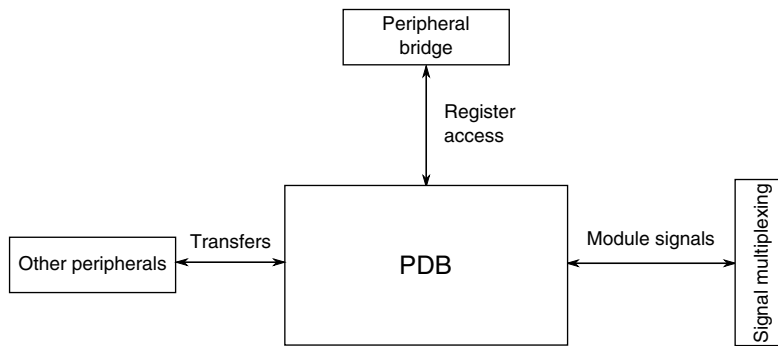 Peripheral
bridge
Register
access
Transfers
Other peripherals
PDB
Module signals
Signal multiplexing